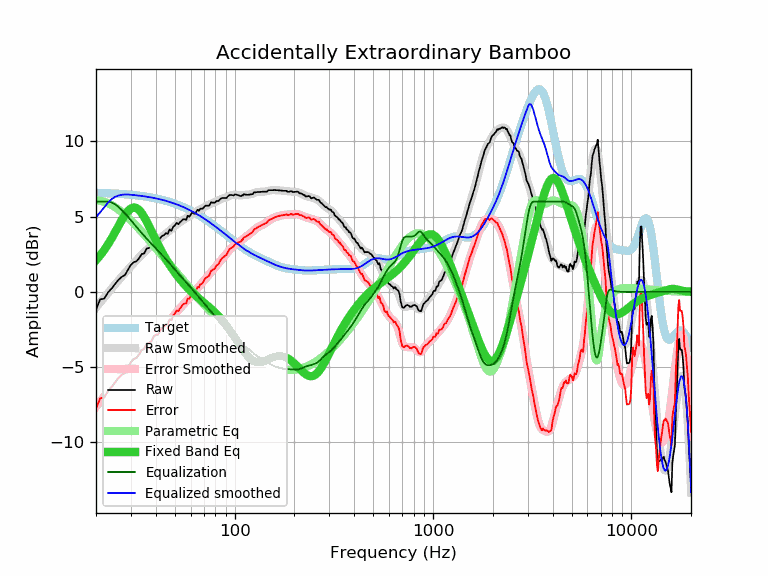 Accidentally Extraordinary Bamboo
Amplitude (dBr)
10
5
0
−5
−10
Target
Raw Smoothed
Error Smoothed
Raw
Error
Parametric Eq
Fixed Band Eq
Equalization
Equalized smoothed
100 1000 10000
Frequency (Hz)